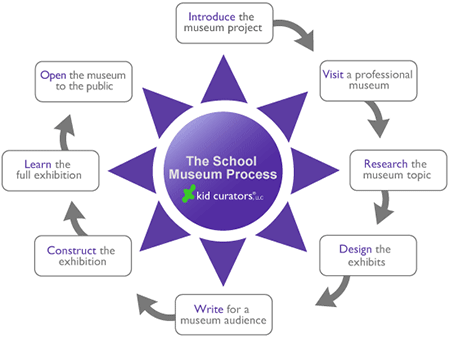 Introduce the
museum project
Visit a professional
museum
Research the
museum topic
Design the
exhibits
Write for a
museum audience
Construct the
exhibition
Learn the
full exhibition
Open the museum
to the public
The School
Museum Process
kid curators,® LLC